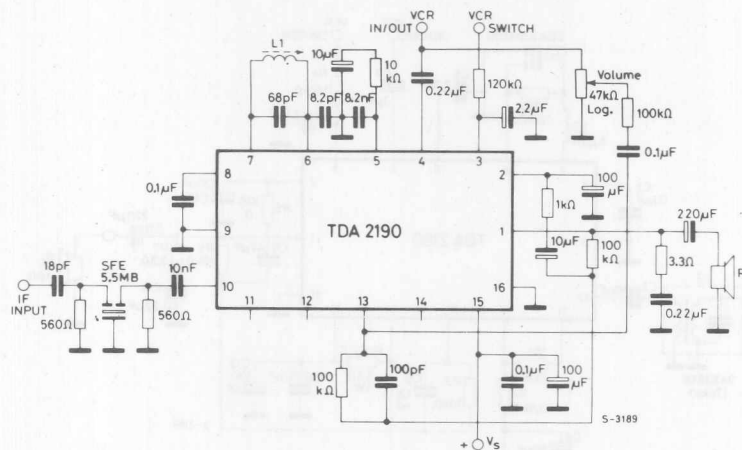 VCR
IN/OUT
VCR
SWITCH
L1
10µF
10
kΩ
68pF
8.2pF
8.2nF
0.22µF
120kΩ
2.2µF
Volume
47kΩ
Log.
100kΩ
0.1µF
7
6
5
4
3
8
9
10
0.1µF
TDA 2190
2
1
16
100
µF
1kΩ
10µF
100
kΩ
220µF
3.3Ω
0.22µF
R
18pF
SFE
5.5MB
10nF
IF
INPUT
560Ω
560Ω
11
12
13
14
15
100
kΩ
100pF
0.1µF
100
µF
S-3189
+
Vs